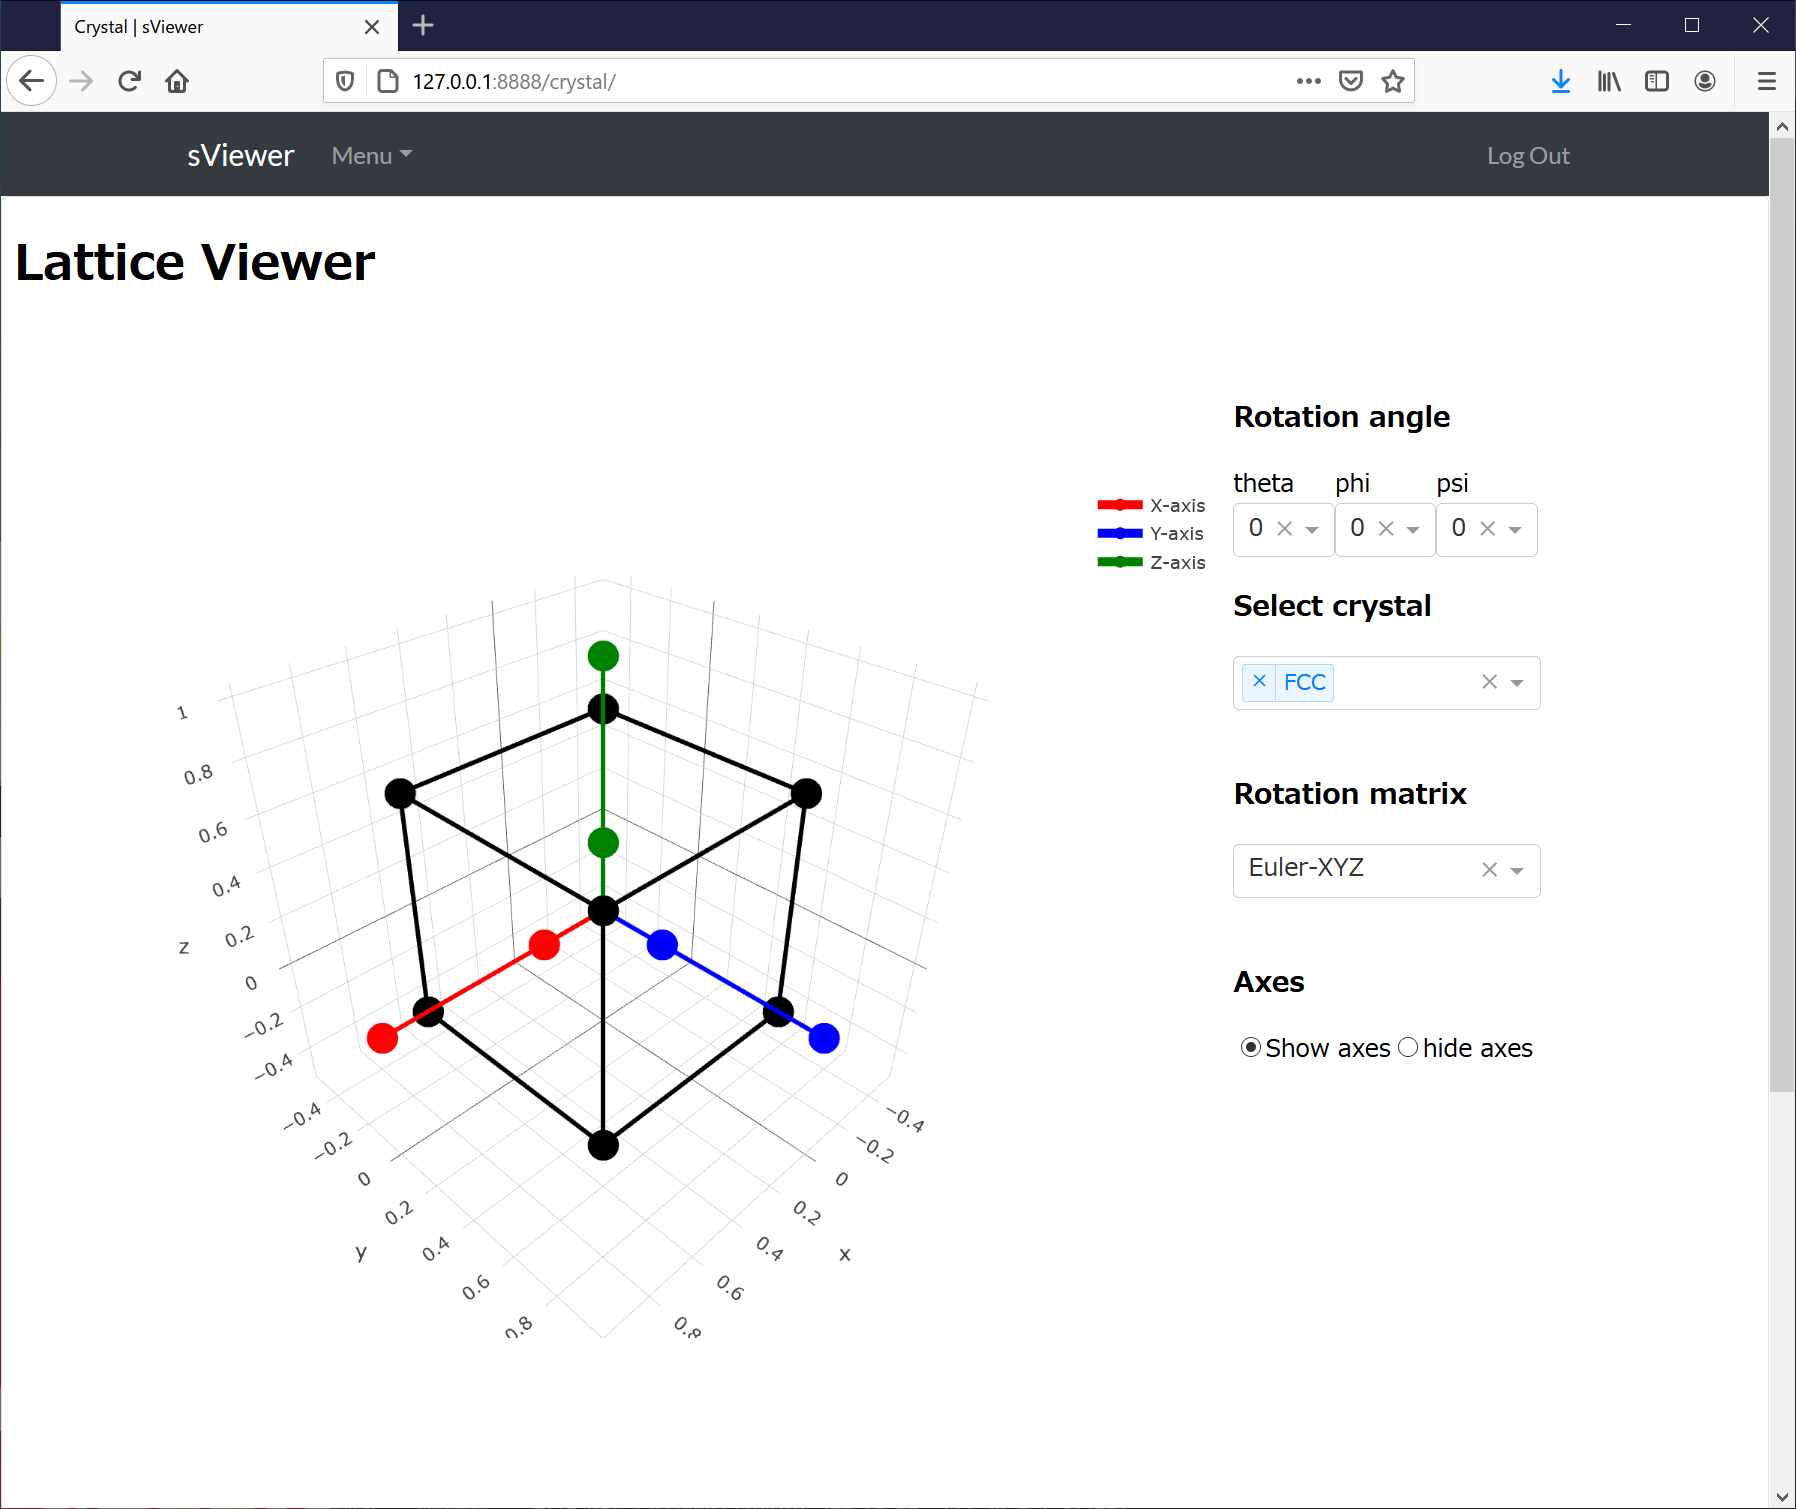 Crystal | sViewer
127.0.0.1:8888/crystal/
sViewer Menu Log Out
Lattice Viewer
Rotation angle
theta phi psi
0 × 0 × 0 ×
X-axis
Y-axis
Z-axis
Select crystal
× FCC ×
Rotation matrix
Euler-XYZ ×
Axes
Show axes hide axes
1
0.8
0.6
0.4
0.2
0
−0.2
−0.4
z
−0.4
−0.2
0
0.2
0.4
0.6
0.8
y
−0.4
−0.2
0
0.2
0.4
0.6
0.8
x